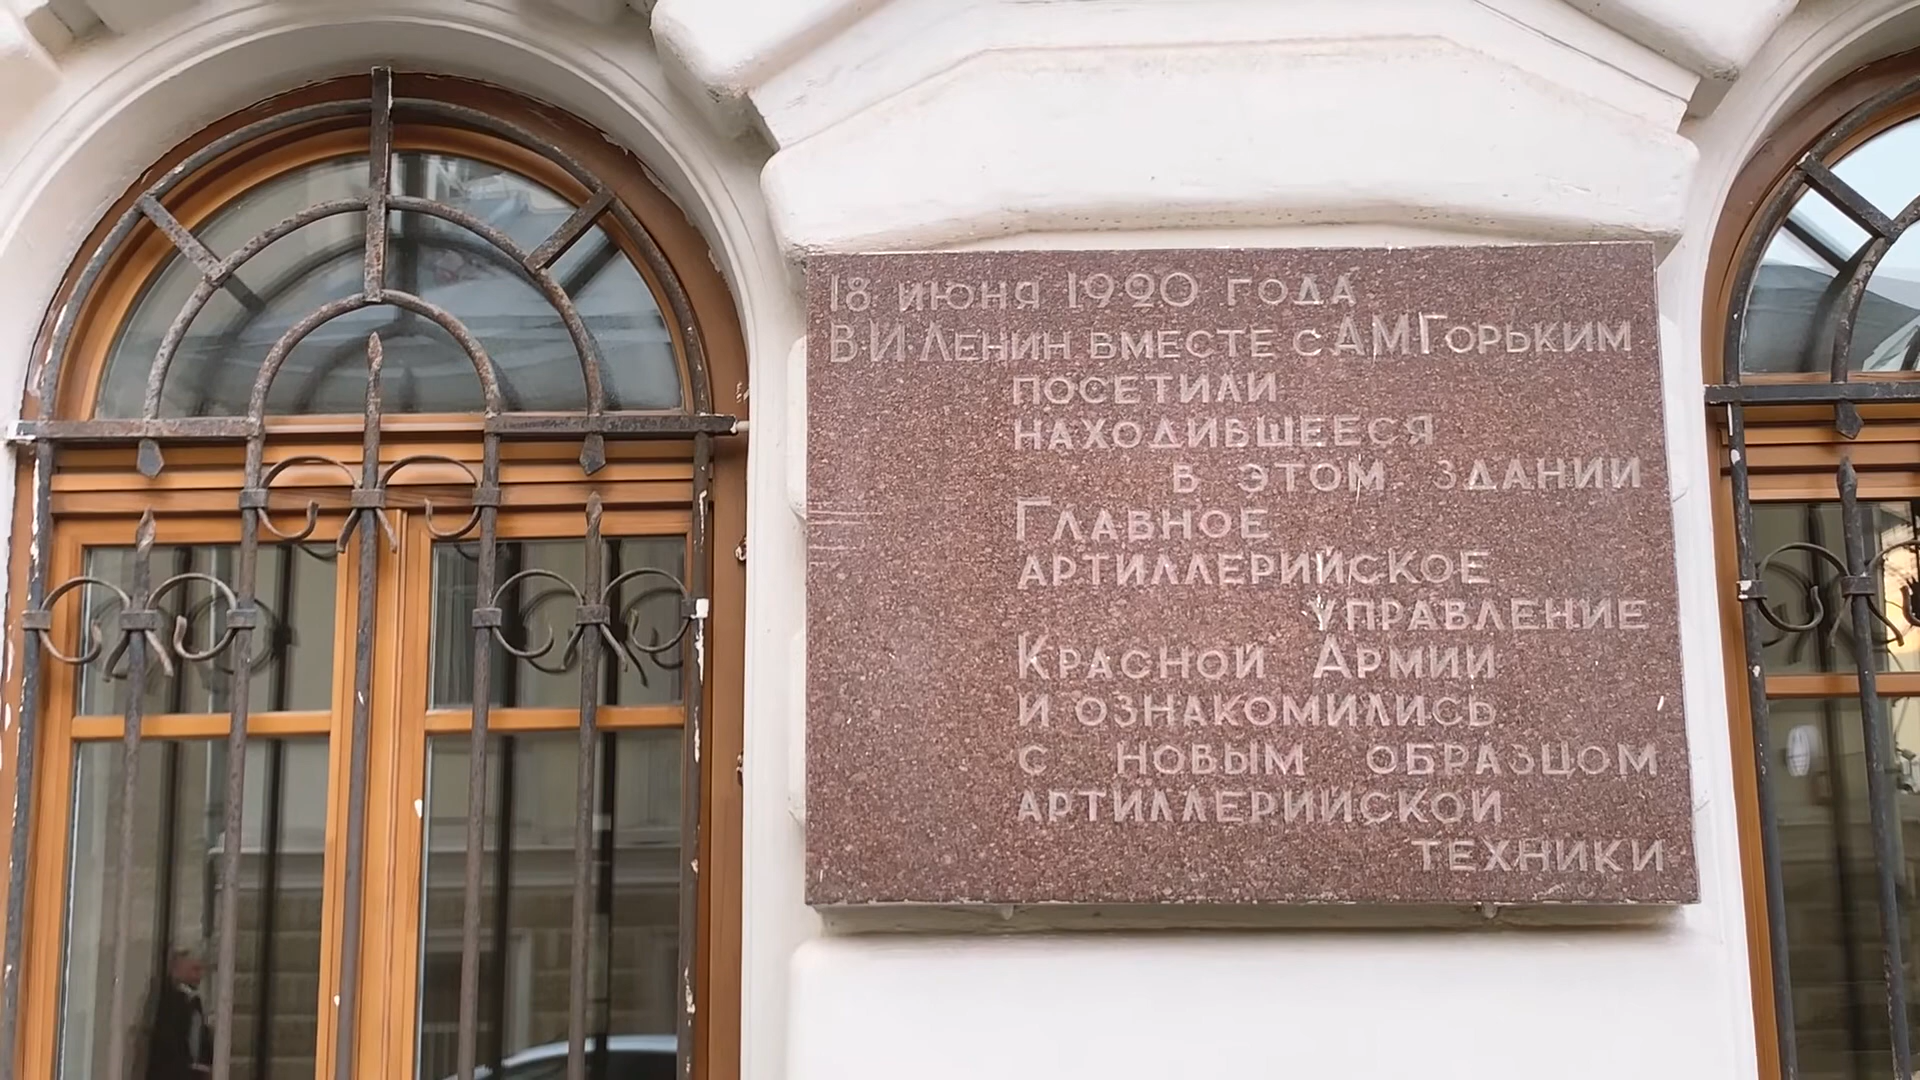 18 июня 1920 года
В·И·Ленин вместе с А М Горьким
посетили
находившееся
в этом здании
Главное
артиллерийское
управление
Красной Армии
и ознакомились
с новым образцом
артиллерийской
техники